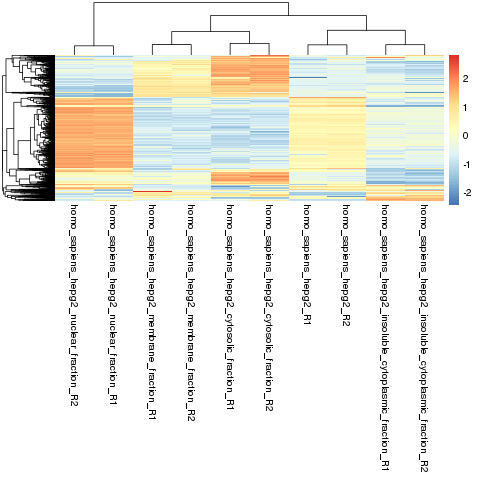 2
1
0
-1
-2
homo_sapiens_hepg2_nuclear_fraction_R2
homo_sapiens_hepg2_nuclear_fraction_R1
homo_sapiens_hepg2_membrane_fraction_R1
homo_sapiens_hepg2_membrane_fraction_R2
homo_sapiens_hepg2_cytosolic_fraction_R1
homo_sapiens_hepg2_cytosolic_fraction_R2
homo_sapiens_hepg2_R1
homo_sapiens_hepg2_R2
homo_sapiens_hepg2_insoluble_cytoplasmic_fraction_R1
homo_sapiens_hepg2_insoluble_cytoplasmic_fraction_R2